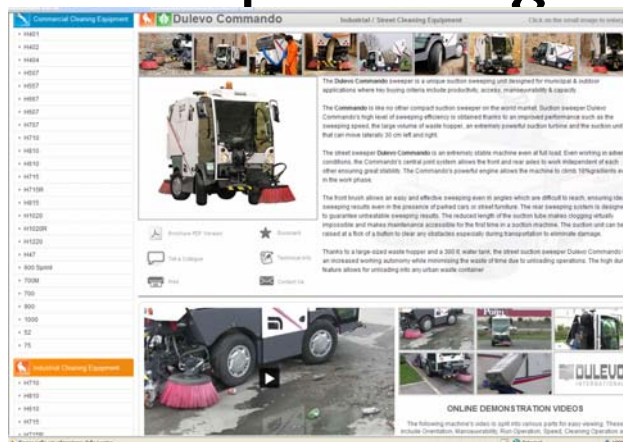 Commercial Cleaning Equipment
Dulevo Commando
Industrial / Street Cleaning Equipment
Click on the small image to enlarge
H401
H402
H404
H507
H557
H667
H607
H707
H710
H810
H610
H715
H715R
H815
H1020
H1020R
H1220
H47
600 Sprint
700M
700
900
1000
52
75
Industrial Cleaning Equipment
H710
H810
H610
H715
The Dulevo Commando sweeper is a unique suction sweeping unit designed for municipal & outdoor
applications where key buying criteria include productivity, access, manoeuvrability & capacity.
The Commando is like no other compact suction sweeper on the world market. Suction sweeper Dulevo
Commando's high level of sweeping efficiency is obtained thanks to an improved performance such as the
sweeping speed, the large volume of waste hopper, an extremely powerful suction turbine and the suction unit
that can move laterally 30 cm left and right.
The street sweeper Dulevo Commando is an extremely stable machine even at full load. Even working in
conditions, the Commando's central joint system allows the front and rear axles to work independent of each
other ensuring great stability. The Commando's powerful engine allows the machine to climb
in the work phase.
The front brush allows an easy and effective sweeping even in angles which are difficult to reach, ensuring
sweeping results even in the presence of parked cars or street furniture. The rear sweeping system is
to guarantee unbeatable sweeping results. The reduced length of the suction tube makes clogging virtually
impossible and makes maintenance accessible for the first time in a suction machine. The suction unit can be
raised at a flick of a button to clear any obstacles especially during transportation to eliminate damage.
Thanks to a large-sized waste hopper and a 300 lt. water tank, the street suction sweeper Dulevo Commando
an increased working autonomy while minimising the waste of time due to unloading operations. The high
feature allows for unloading into any urban waste container
Brochure PDF Version
Bookmark
Tell a Collegue
Technical Info
Print
Contact Us
DULEVO
INTERNATIONAL
ONLINE DEMONSTRATION VIDEOS
The following machine's video is split into various parts for easy viewing. These
include Orientation, Manoeuvrability, Run Operation, Speed, Cleaning Operation